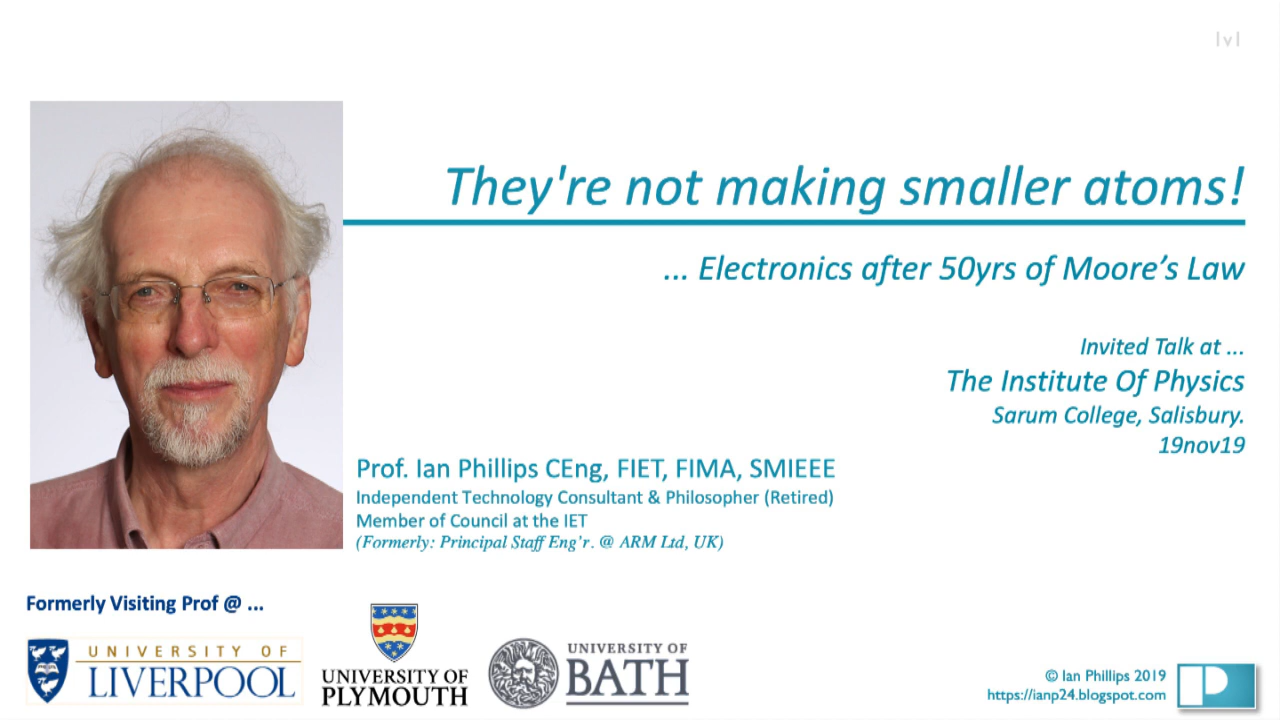 1v1
They're not making smaller atoms!
... Electronics after 50yrs of Moore's Law
Invited Talk at ...
The Institute Of Physics
Sarum College, Salisbury.
19nov19
Prof. Ian Phillips CEng, FIET, FIMA, SMIEEE
Independent Technology Consultant & Philosopher (Retired)
Member of Council at the IET
(Formerly: Principal Staff Eng'r. @ ARM Ltd, UK)
Formerly Visiting Prof @ ...
UNIVERSITY OF
LIVERPOOL
UNIVERSITY OF
PLYMOUTH
UNIVERSITY OF
BATH
© Ian Phillips 2019
https://ianp24.blogspot.com
P